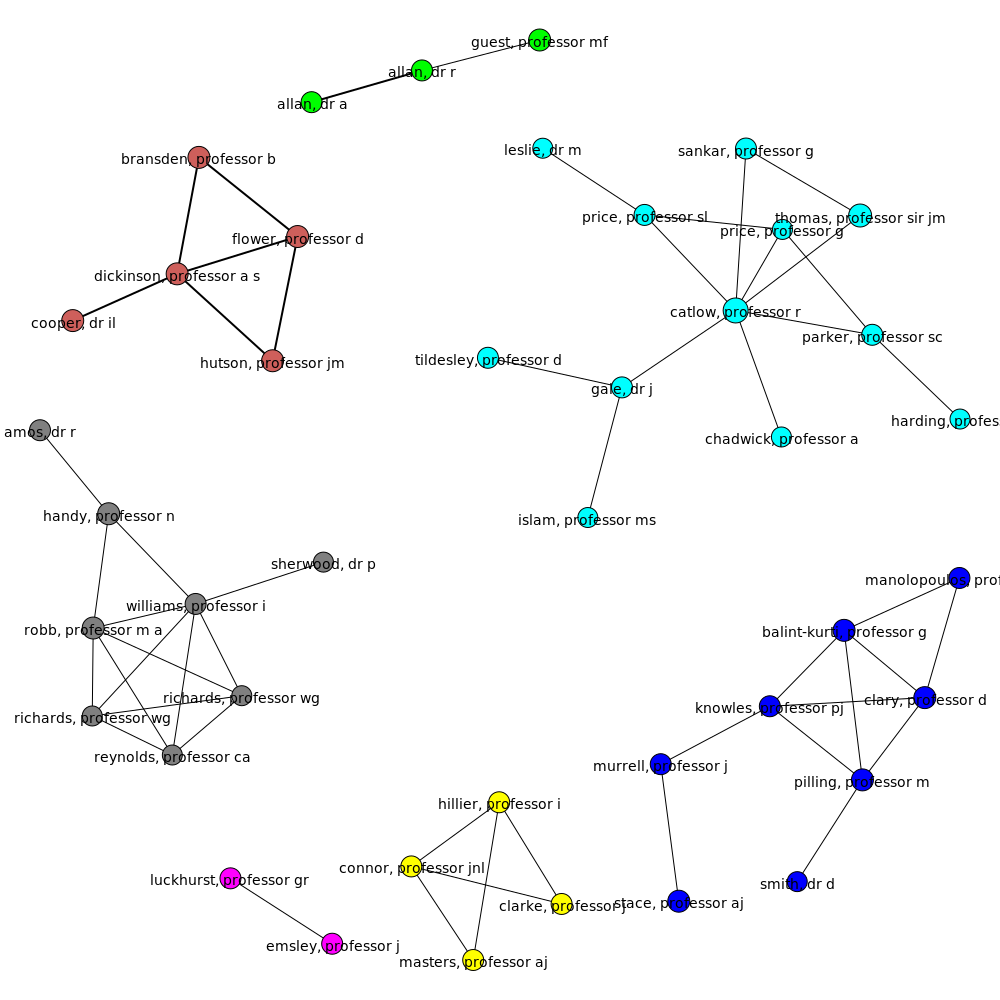 guest, professor mf
allan, dr r
allan, dr a
leslie, dr m
sankar, professor g
bransden, professor b
price, professor sl
thomas, professor sir jm
price, professor g
flower, professor d
dickinson, professor a s
catlow, professor r
cooper, dr il
parker, professor sc
tildesley, professor d
hutson, professor jm
gale, dr j
harding, profes
amos, dr r
chadwick, professor a
handy, professor n
islam, professor ms
sherwood, dr p
manolopoulos, prof
williams, professor i
robb, professor m a
balint-kurti, professor g
richards, professor wg
clary, professor d
knowles, professor pj
richards, professor wg
reynolds, professor ca
murrell, professor j
pilling, professor m
hillier, professor i
connor, professor jnl
luckhurst, professor gr
smith, dr d
clarke, professor j
stace, professor aj
emsley, professor j
masters, professor aj